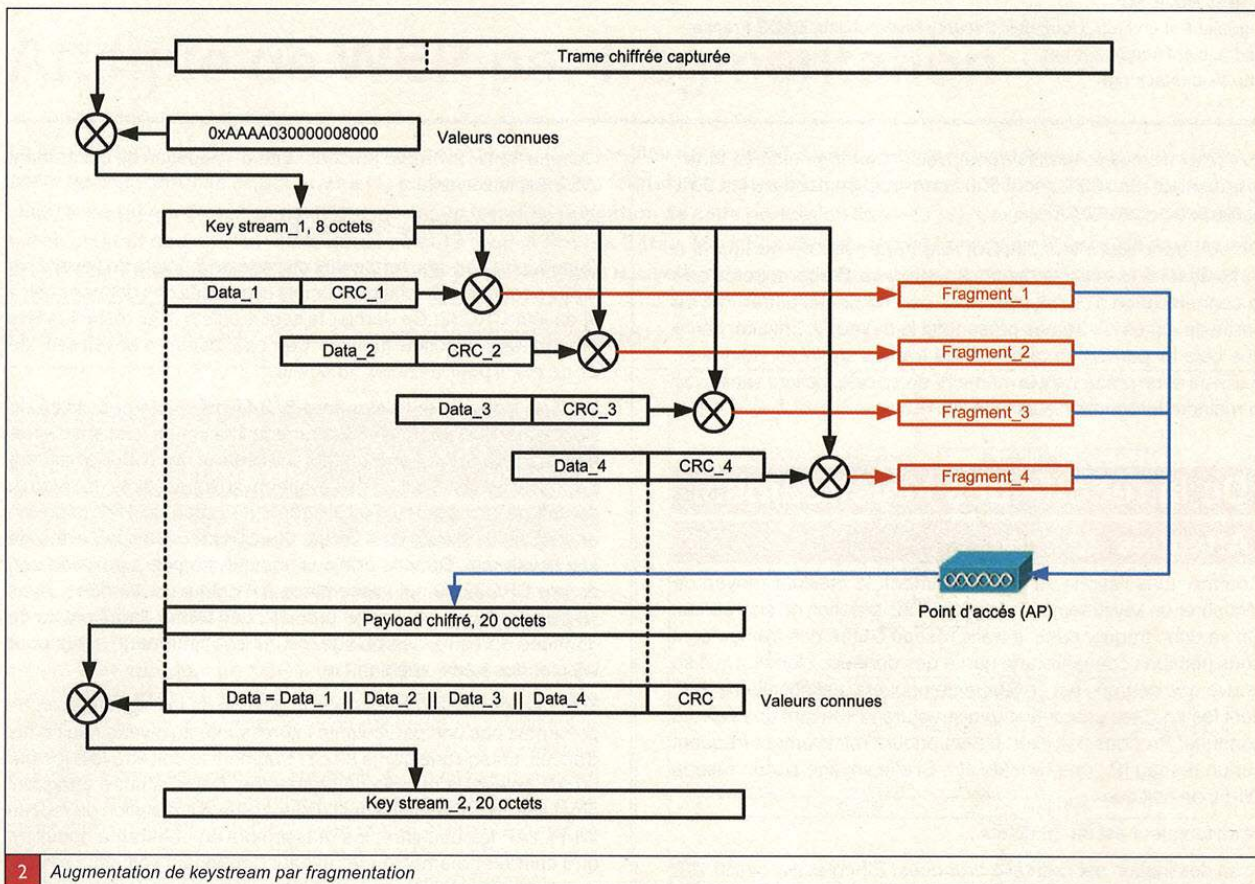 Trame chiffrée capturée
0xAAAA030000008000
Valeurs connues
Key stream_1, 8 octets
Data_1
CRC_1
Fragment_1
Data_2
CRC_2
Fragment_2
Data_3
CRC_3
Fragment_3
Data_4
CRC_4
Fragment_4
Point d'accés (AP)
Payload chiffré, 20 octets
Data = Data_1 || Data_2 || Data_3 || Data_4
CRC
Valeurs connues
Key stream_2, 20 octets
2 Augmentation de keystream par fragmentation